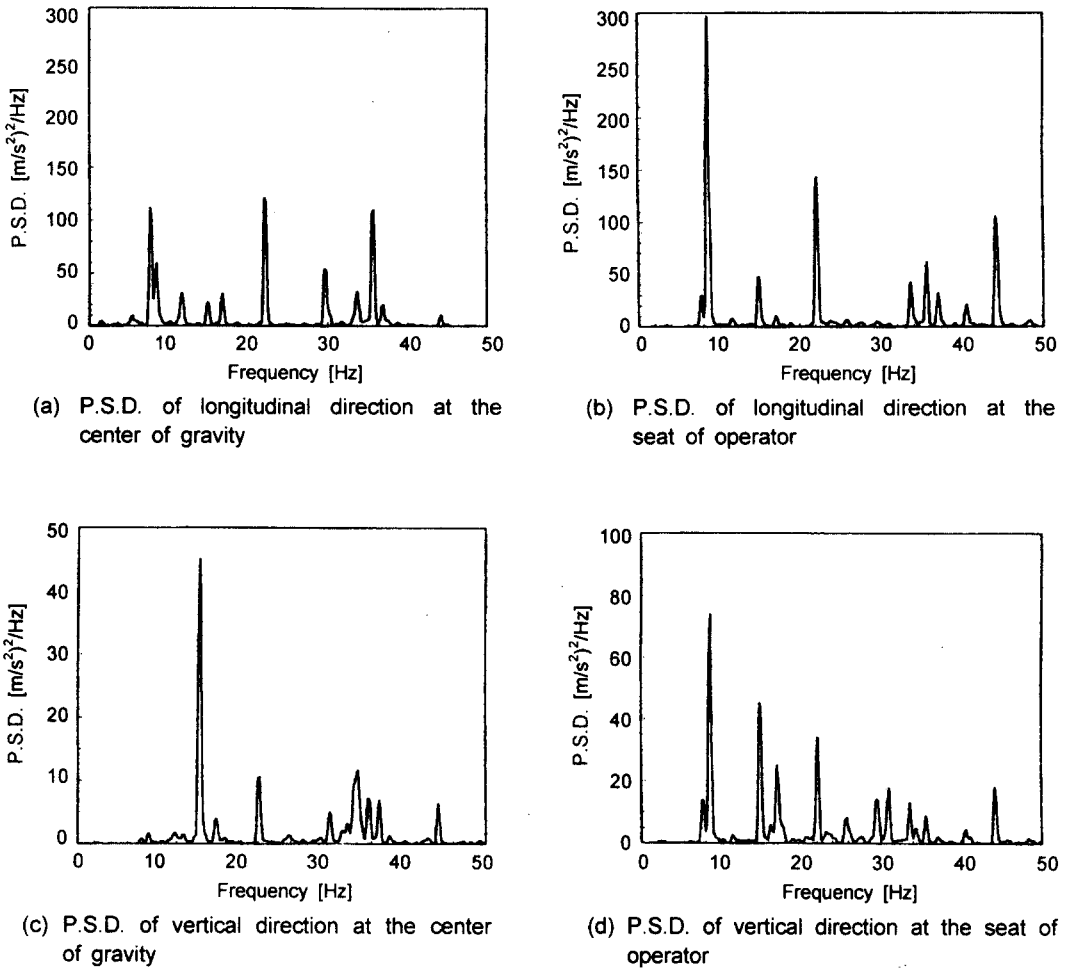 300
250
200
150
100
50
0
P.S.D. [m/s²)²/Hz]
0 10 20 30 40 50
Frequency [Hz]
(a) P.S.D. of longitudinal direction at the
center of gravity
300
250
200
150
100
50
0
P.S.D. [m/s²)²/Hz]
0 10 20 30 40 50
Frequency [Hz]
(b) P.S.D. of longitudinal direction at the
seat of operator
50
40
30
20
10
0
P.S.D. [m/s²)²/Hz]
0 10 20 30 40 50
Frequency [Hz]
(c) P.S.D. of vertical direction at the center
of gravity
100
80
60
40
20
0
P.S.D. [m/s²)²/Hz]
0 10 20 30 40 50
Frequency [Hz]
(d) P.S.D. of vertical direction at the seat of
operator